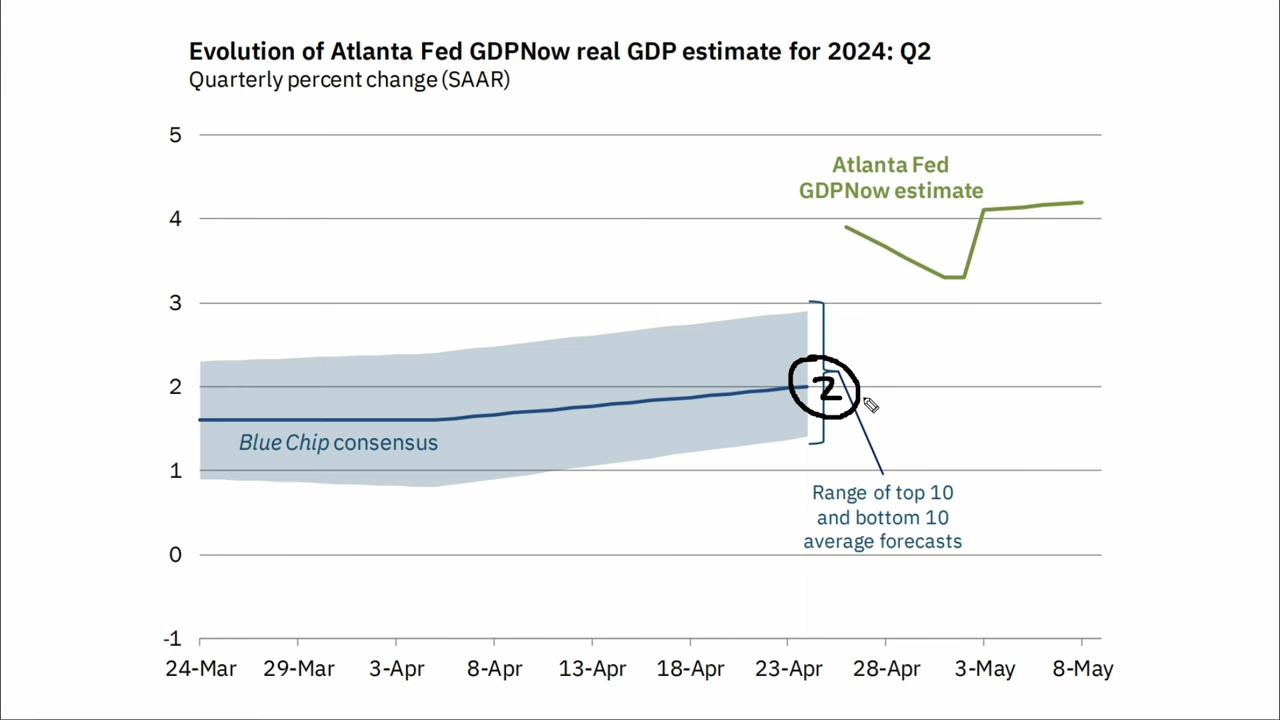 Evolution of Atlanta Fed GDPNow real GDP estimate for 2024: Q2
Quarterly percent change (SAAR)
5
Atlanta Fed
GDPNow estimate
4
3
2
2
Blue Chip consensus
1
Range of top 10
and bottom 10
average forecasts
0
-1
24-Mar 29-Mar 3-Apr 8-Apr 13-Apr 18-Apr 23-Apr 28-Apr 3-May 8-May